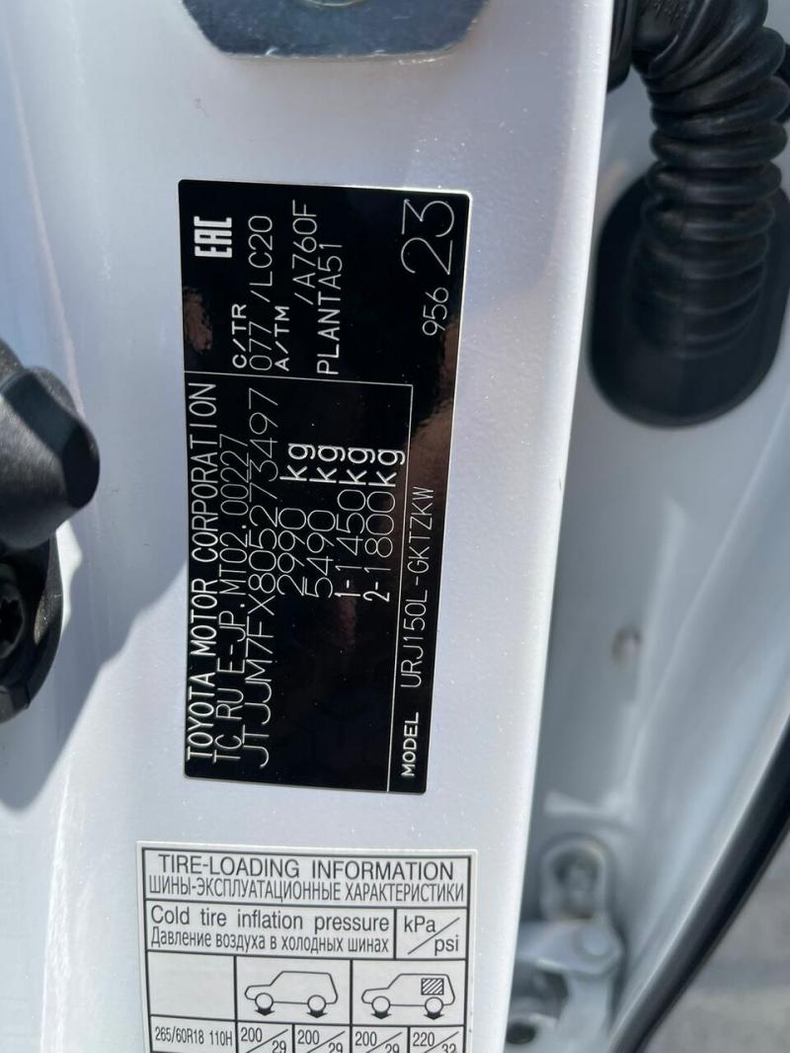 TOYOTA MOTOR CORPORATION
TC RU E-JP.MT02.00227
JTJJM7FX805273497
2990 kg
5490 kg
1-1450kg
2-1800kg
MODEL URJ150L-GKTZKW
EAC
C/TR
077 /LC20
A/TM
/A760F
PLANTA51
956 23
TIRE-LOADING INFORMATION
ШИНЫ-ЭКСПЛУАТАЦИОННЫЕ ХАРАКТЕРИСТИКИ
Cold tire inflation pressure kPa/psi
Давление воздуха в холодных шинах
265/60R18 110H 200/29 200/29 200/29 220/32